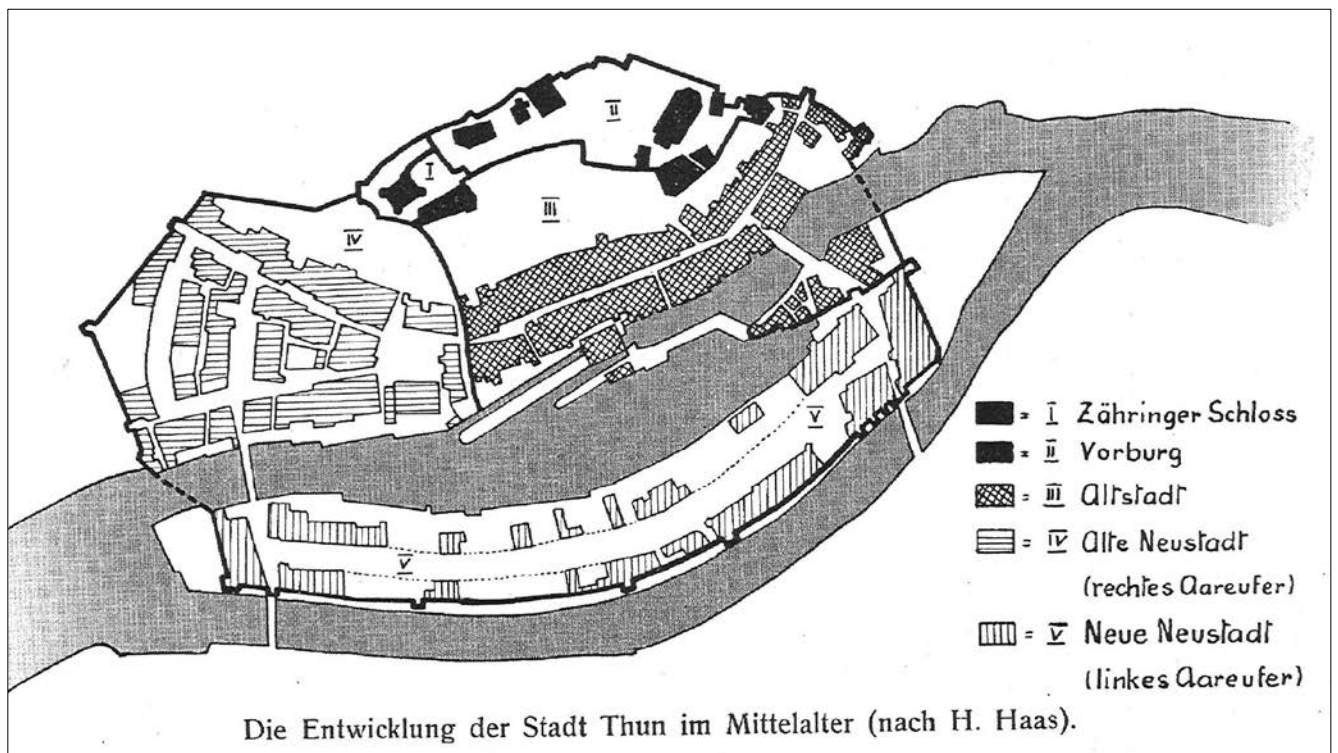 II
I
III
IV
V
V
= I Zähringer Schloss
= II Vorburg
= III Altstadt
= IV Alte Neustadt
(rechtes Aareufer)
= V Neue Neustadt
(linkes Aareufer)
Die Entwicklung der Stadt Thun im Mittelalter (nach H. Haas).